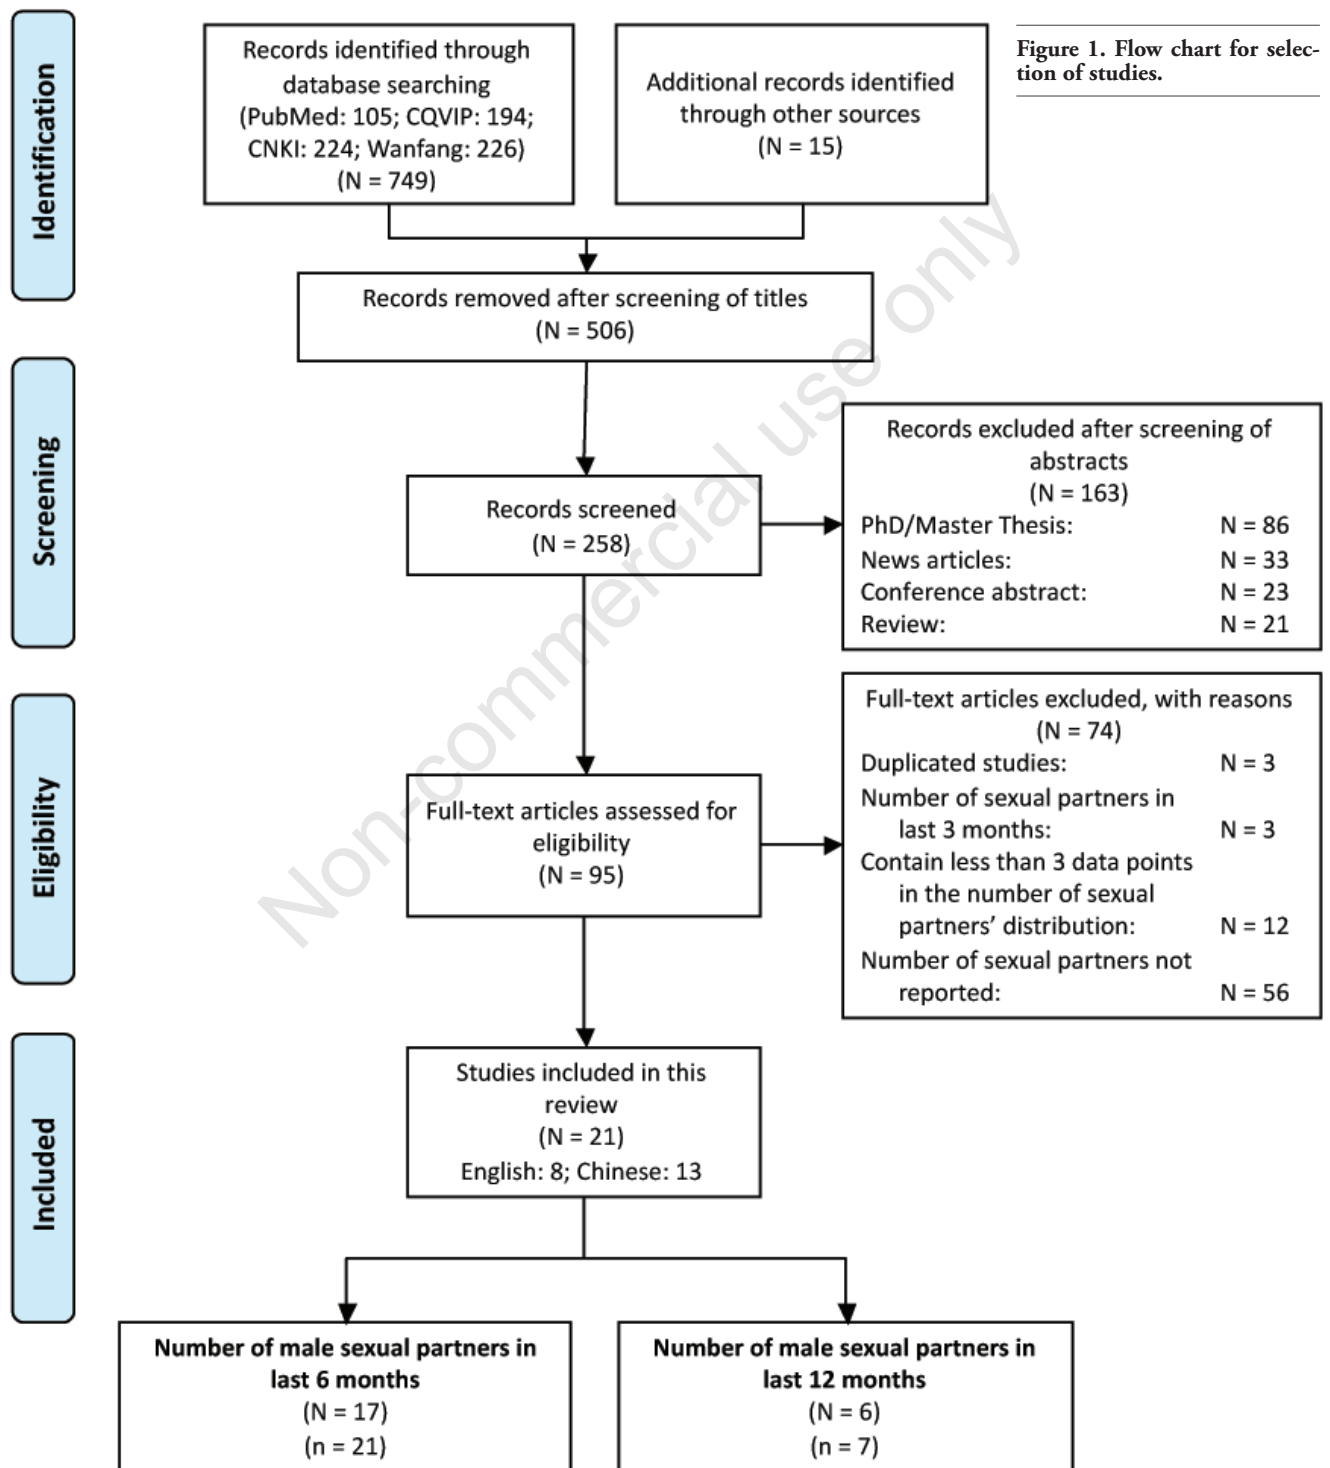 Figure 1. Flow chart for selec-
tion of studies.
Identification
Records identified through
database searching
(PubMed: 105; CQVIP: 194;
CNKI: 224; Wanfang: 226)
(N = 749)
Additional records identified
through other sources
(N = 15)
Records removed after screening of titles
(N = 506)
Screening
Records screened
(N = 258)
Records excluded after screening of
abstracts
(N = 163)
PhD/Master Thesis: N = 86
News articles: N = 33
Conference abstract: N = 23
Review: N = 21
Eligibility
Full-text articles assessed for
eligibility
(N = 95)
Full-text articles excluded, with reasons
(N = 74)
Duplicated studies: N = 3
Number of sexual partners in
last 3 months: N = 3
Contain less than 3 data points
in the number of sexual
partners’ distribution: N = 12
Number of sexual partners not
reported: N = 56
Included
Studies included in this
review
(N = 21)
English: 8; Chinese: 13
Number of male sexual partners in
last 6 months
(N = 17)
(n = 21)
Number of male sexual partners in
last 12 months
(N = 6)
(n = 7)
Non-commercial use only